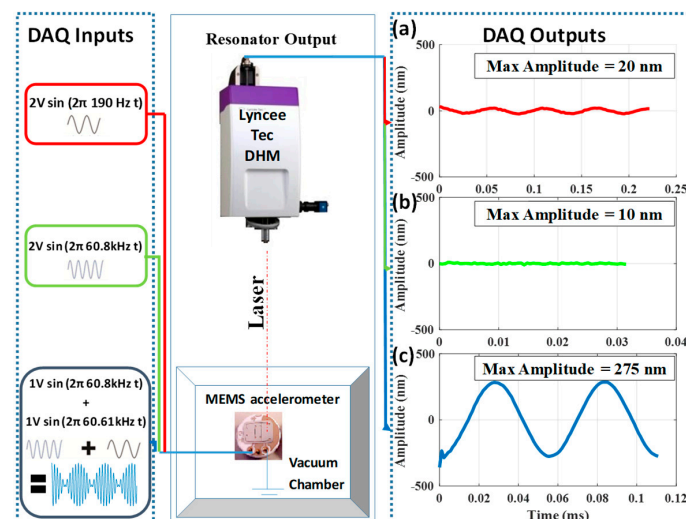 DAQ Inputs
2V sin (2π 190 Hz t)
2V sin (2π 60.8kHz t)
1V sin (2π 60.8kHz t)
+
1V sin (2π 60.61kHz t)
+
=
Resonator Output
Lyncee
Tec
DHM
Laser
MEMS accelerometer
Vacuum
Chamber
DAQ Outputs
(a)
Max Amplitude = 20 nm
Amplitude (nm)
500
0
-500
0 0.05 0.1 0.15 0.2 0.25
(b)
Max Amplitude = 10 nm
Amplitude (nm)
500
0
-500
0 0.01 0.02 0.03 0.04
(c)
Max Amplitude = 275 nm
Amplitude (nm)
500
0
-500
0 0.02 0.04 0.06 0.08 0.1 0.12
Time (ms)